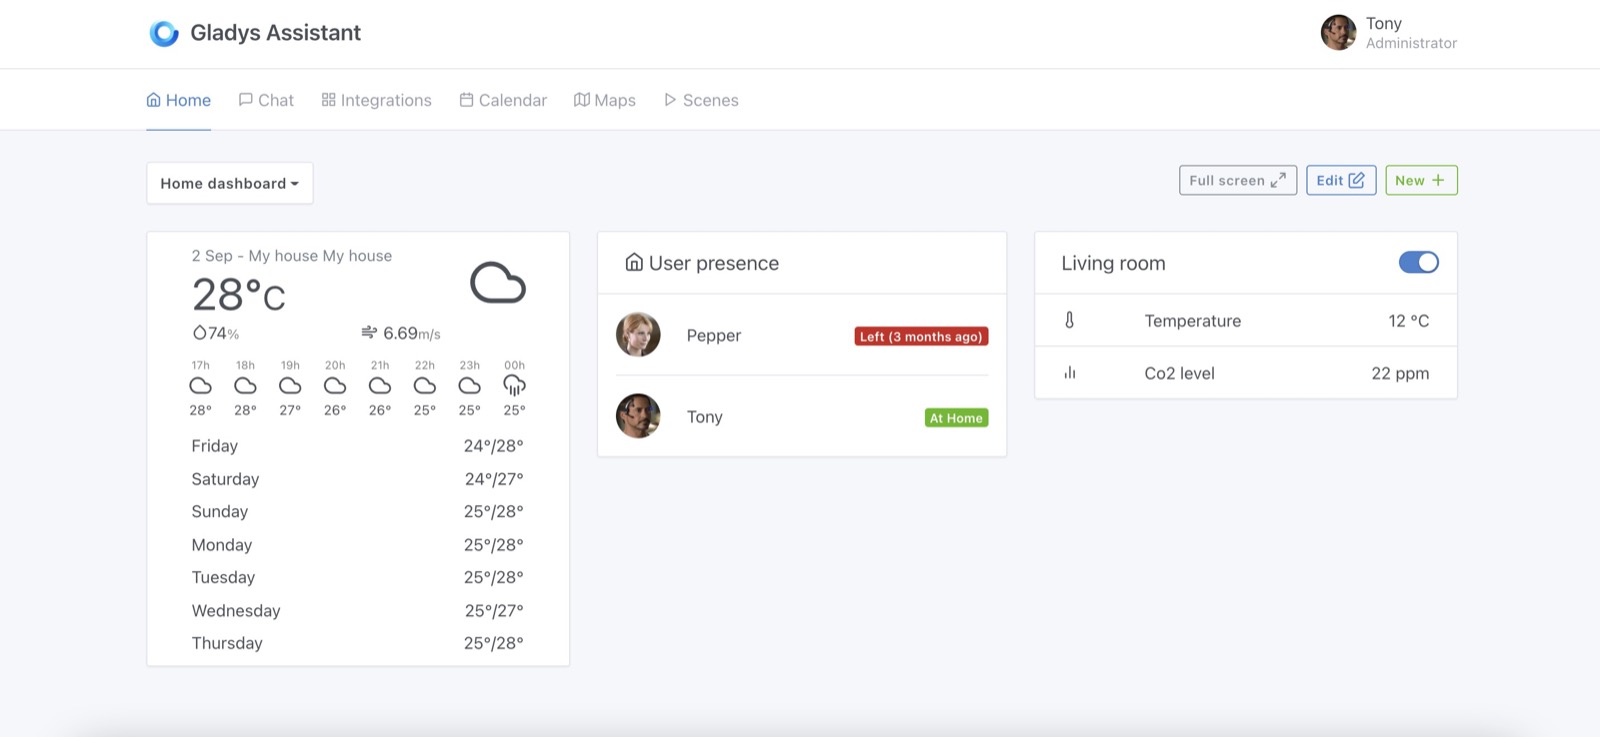 Gladys Assistant
Tony
Administrator
Home Chat Integrations Calendar Maps Scenes
Home dashboard
Full screen Edit New
2 Sep - My house My house
28°C
74% 6.69m/s
17h 18h 19h 20h 21h 22h 23h 00h
28° 28° 27° 26° 26° 25° 25° 25°
Friday 24°/28°
Saturday 24°/27°
Sunday 25°/28°
Monday 25°/28°
Tuesday 25°/28°
Wednesday 25°/27°
Thursday 25°/28°
User presence
Pepper Left (3 months ago)
Tony At Home
Living room
Temperature 12 °C
Co2 level 22 ppm